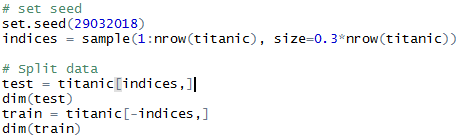 # set seed
set.seed(29032018)
indices = sample(1:nrow(titanic), size=0.3*nrow(titanic))
# Split data
test = titanic[indices,]
dim(test)
train = titanic[-indices,]
dim(train)